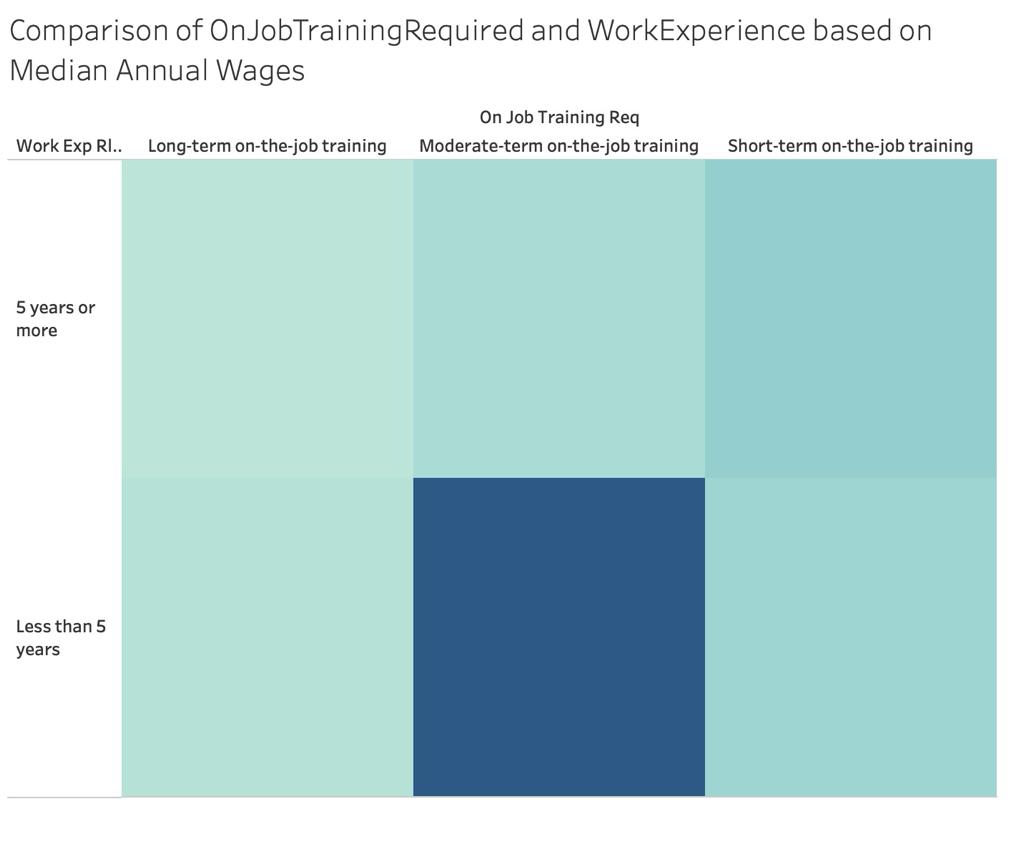 Comparison of OnJobTrainingRequired and WorkExperience based on
Median Annual Wages
On Job Training Req
Work Exp Rl.. Long-term on-the-job training Moderate-term on-the-job training Short-term on-the-job training
5 years or
more
Less than 5
years